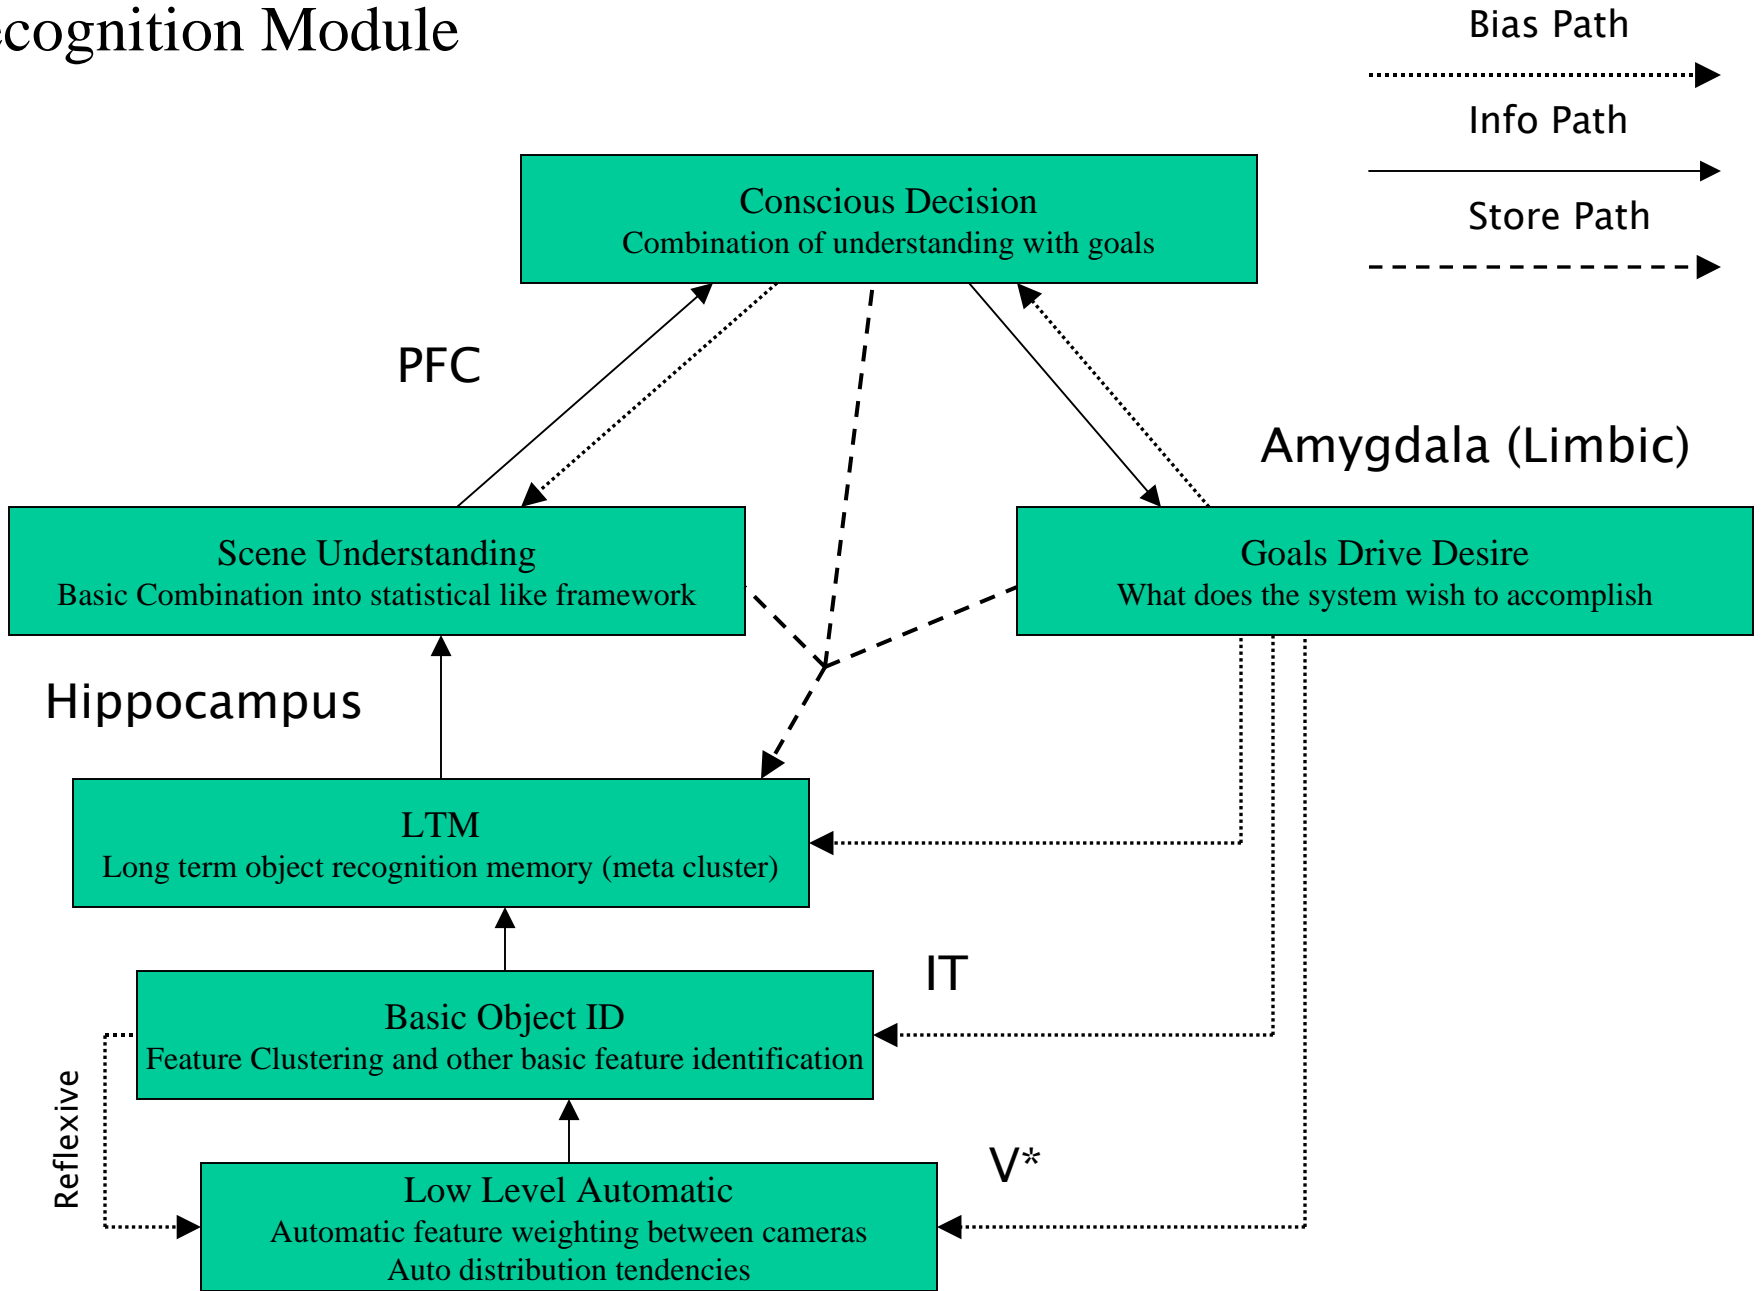 ecognition Module
Bias Path
Info Path
Store Path
Conscious Decision
Combination of understanding with goals
PFC
Amygdala (Limbic)
Scene Understanding
Basic Combination into statistical like framework
Goals Drive Desire
What does the system wish to accomplish
Hippocampus
LTM
Long term object recognition memory (meta cluster)
IT
Basic Object ID
Feature Clustering and other basic feature identification
Reflexive
V*
Low Level Automatic
Automatic feature weighting between cameras
Auto distribution tendencies